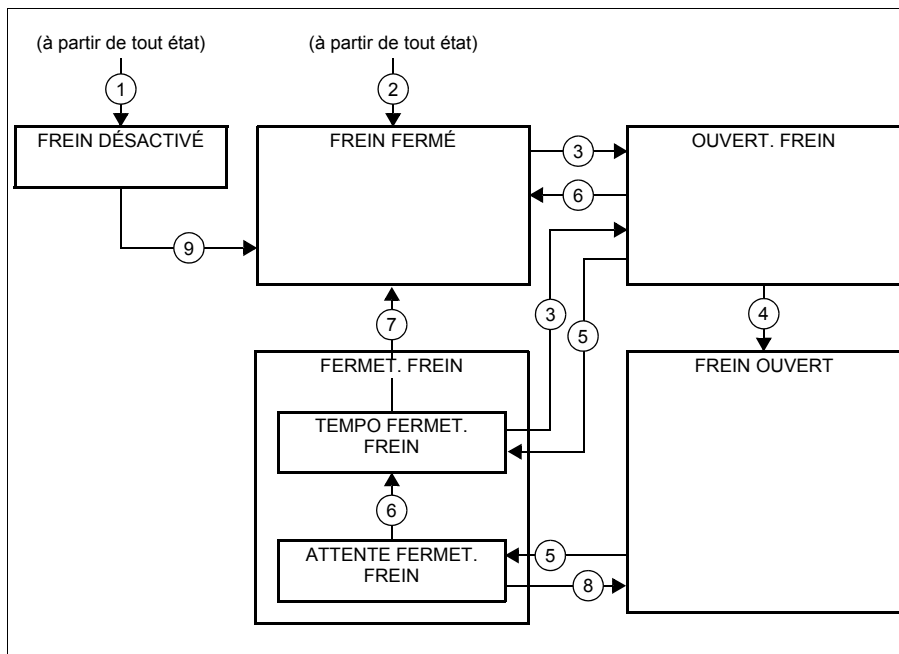 (à partir de tout état)
(à partir de tout état)
1
2
FREIN DÉSACTIVÉ
FREIN FERMÉ
OUVERT. FREIN
3
6
9
3
5
7
4
FERMET. FREIN
FREIN OUVERT
TEMPO FERMET.
FREIN
6
ATTENTE FERMET.
FREIN
5
8